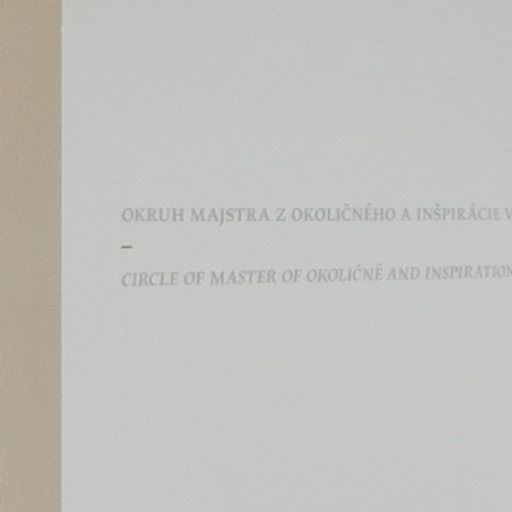 OKRUH MAJSTRA Z OKOLIČNÉHO A INŠPIRÁCIE V
–
CIRCLE OF MASTER OF OKOLIČNÉ AND INSPIRATION